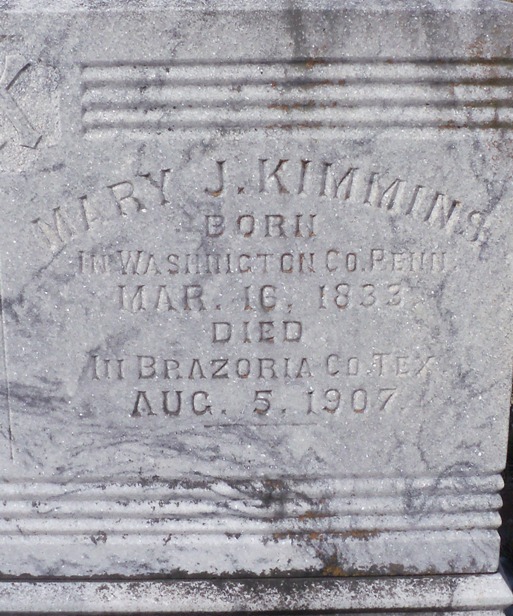 K
MARY J. KIMMINS
BORN
IN WASHINGTON CO. PENN
MAR. 16, 1833
DIED
IN BRAZORIA CO. TEX.
AUG. 5, 1907